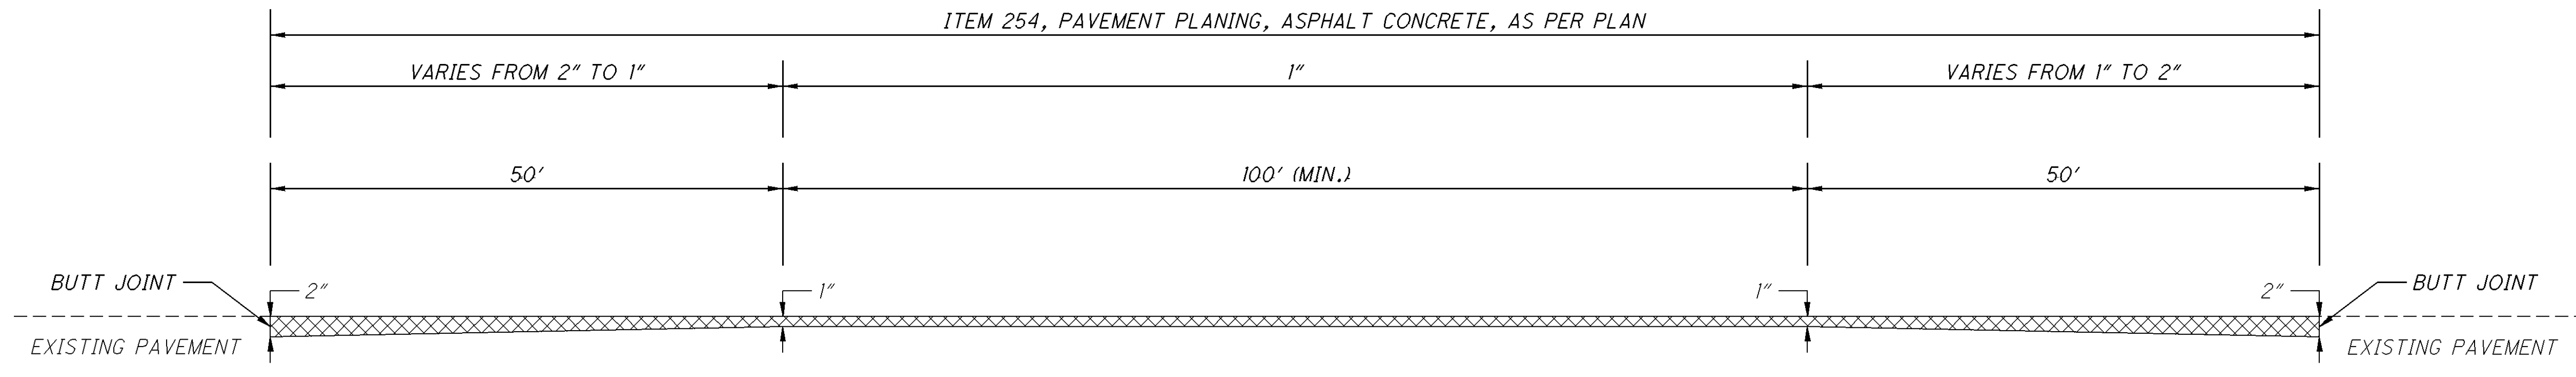 ITEM 254, PAVEMENT PLANING, ASPHALT CONCRETE, AS PER PLAN
VARIES FROM 2" TO 1"
1"
VARIES FROM 1" TO 2"
50'
100' (MIN.)
50'
BUTT JOINT
2"
1"
1"
2"
BUTT JOINT
EXISTING PAVEMENT
EXISTING PAVEMENT